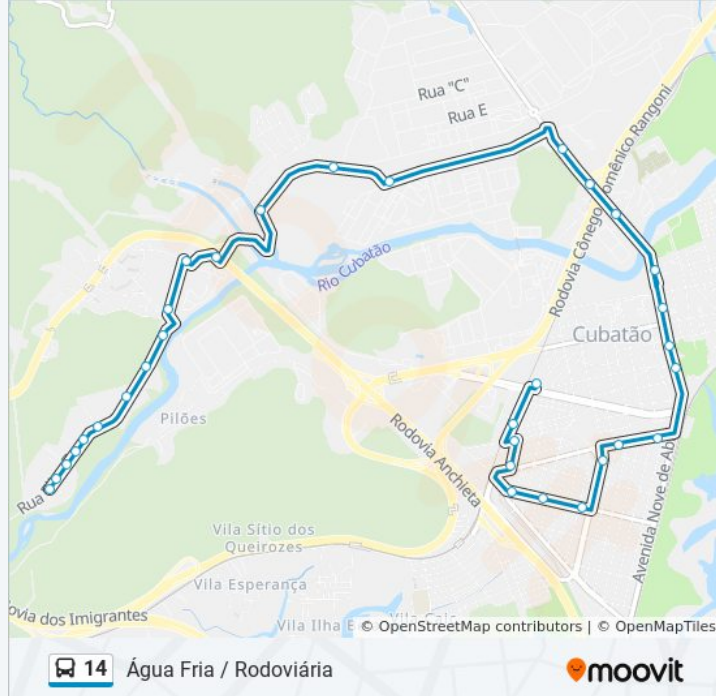 Rua "C"
Rua E
Rodovia Cônego Domênico Rangoni
Rio Cubatão
Cubatão
Pilões
Rodovia Anchieta
Rua
Avenida Nove de Ab
Vila Sítio dos
Queirozes
Vila Esperança
ovia dos Imigrantes
Vila Ilha
© OpenStreetMap contributors | © OpenMapTiles
14 Água Fria / Rodoviária
moovit